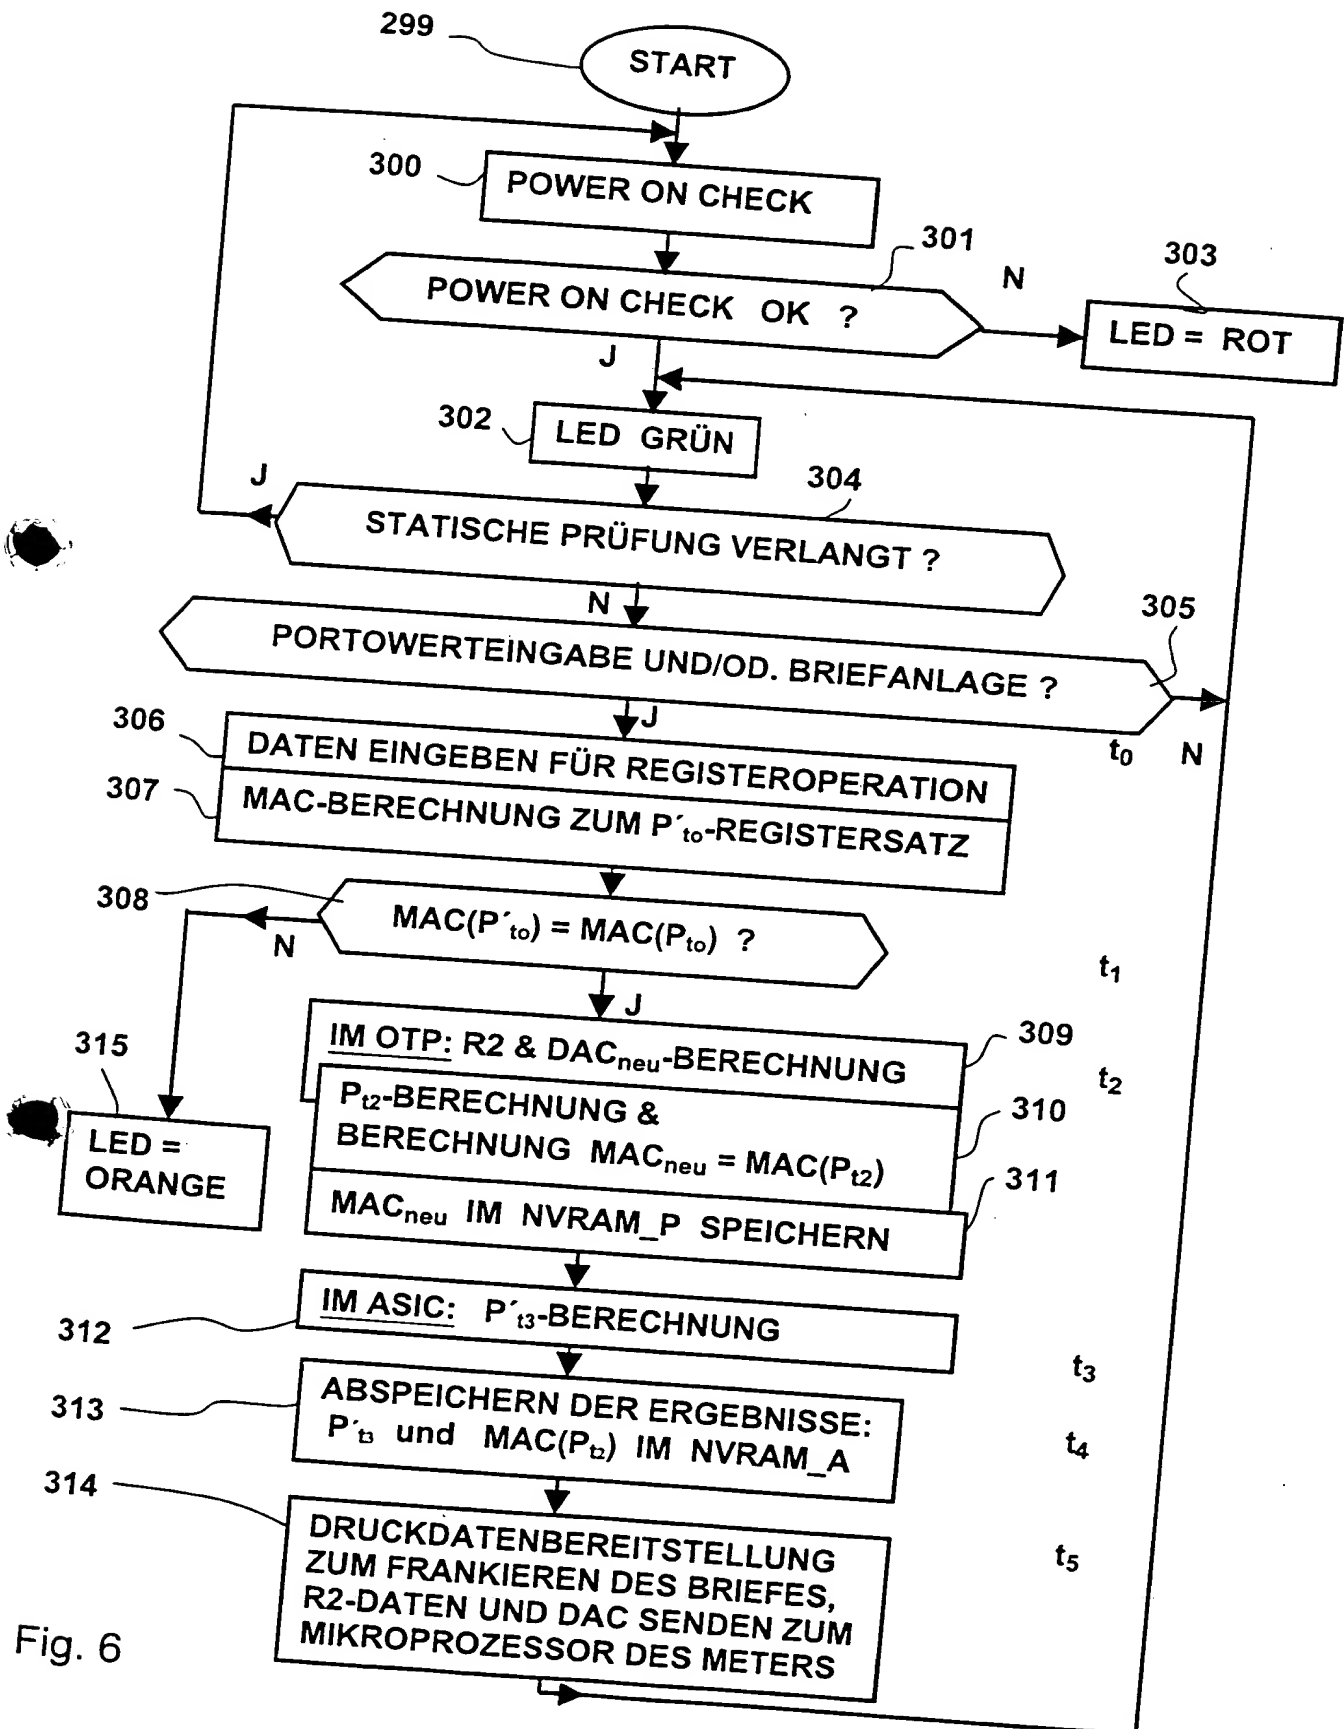 299
START
300
POWER ON CHECK
301
POWER ON CHECK OK ?
N
303
LED = ROT
J
302
LED GRÜN
J
304
STATISCHE PRÜFUNG VERLANGT ?
N
305
PORTOWERTEINGABE UND/OD. BRIEFANLAGE ?
J
t0
N
306
DATEN EINGEBEN FÜR REGISTEROPERATION
307
MAC-BERECHNUNG ZUM P´to-REGISTERSATZ
308
MAC(P´to) = MAC(Pto) ?
N
t1
J
309
IM OTP: R2 & DACneu-BERECHNUNG
t2
315
LED =
ORANGE
310
Pt2-BERECHNUNG &
BERECHNUNG MACneu = MAC(Pt2)
311
MACneu IM NVRAM_P SPEICHERN
312
IM ASIC: P´t3-BERECHNUNG
t3
313
ABSPEICHERN DER ERGEBNISSE:
P´t3 und MAC(Pt2) IM NVRAM_A
t4
314
DRUCKDATENBEREITSTELLUNG
ZUM FRANKIEREN DES BRIEFES,
R2-DATEN UND DAC SENDEN ZUM
MIKROPROZESSOR DES METERS
t5
Fig. 6